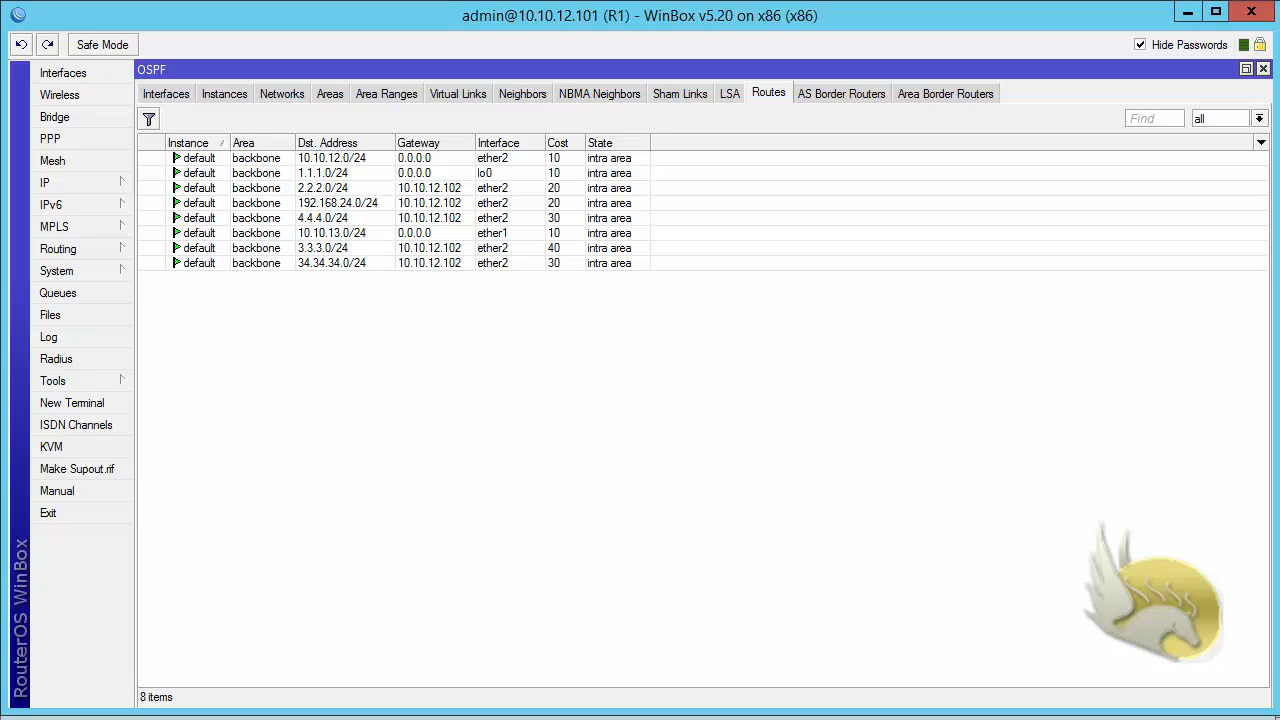 admin@10.10.12.101 (R1) - WinBox v5.20 on x86 (x86)
Safe Mode
Hide Passwords
Interfaces
Wireless
Bridge
PPP
Mesh
IP
IPv6
MPLS
Routing
System
Queues
Files
Log
Radius
Tools
New Terminal
ISDN Channels
KVM
Make Supout.rif
Manual
Exit
RouterOS WinBox
OSPF
Interfaces Instances Networks Areas Area Ranges Virtual Links Neighbors NBMA Neighbors Sham Links LSA Routes AS Border Routers Area Border Routers
Find all
Instance Area Dst. Address Gateway Interface Cost State
default backbone 10.10.12.0/24 0.0.0.0 ether2 10 intra area
default backbone 1.1.1.0/24 0.0.0.0 lo0 10 intra area
default backbone 2.2.2.0/24 10.10.12.102 ether2 20 intra area
default backbone 192.168.24.0/24 10.10.12.102 ether2 20 intra area
default backbone 4.4.4.0/24 10.10.12.102 ether2 30 intra area
default backbone 10.10.13.0/24 0.0.0.0 ether1 10 intra area
default backbone 3.3.3.0/24 10.10.12.102 ether2 40 intra area
default backbone 34.34.34.0/24 10.10.12.102 ether2 30 intra area
8 items